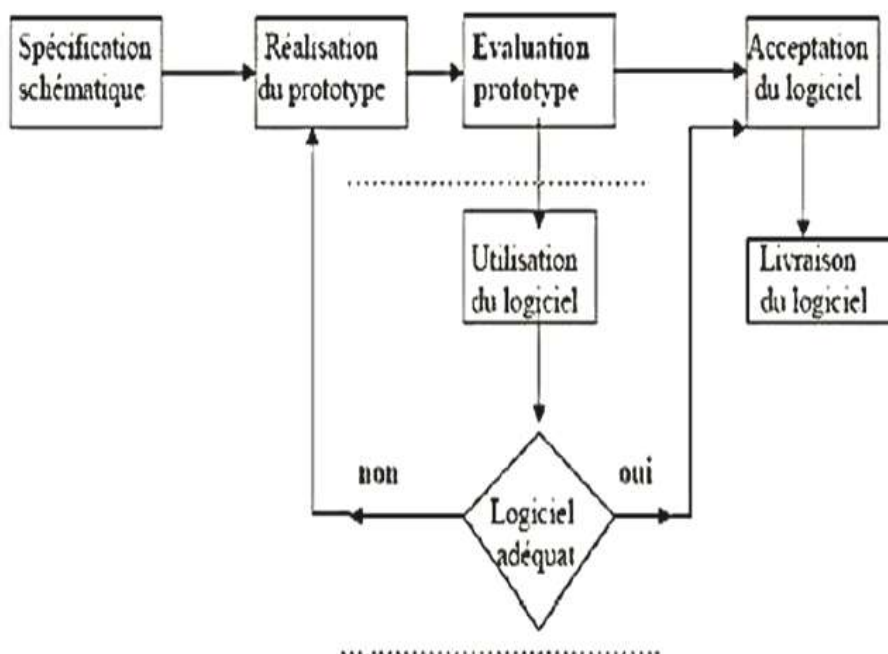 Spécification
schématique
Réalisation
du prototype
Evaluation
prototype
Acceptation
du logiciel
Utilisation
du logiciel
Livraison
du logiciel
non
oui
Logiciel
adéquat